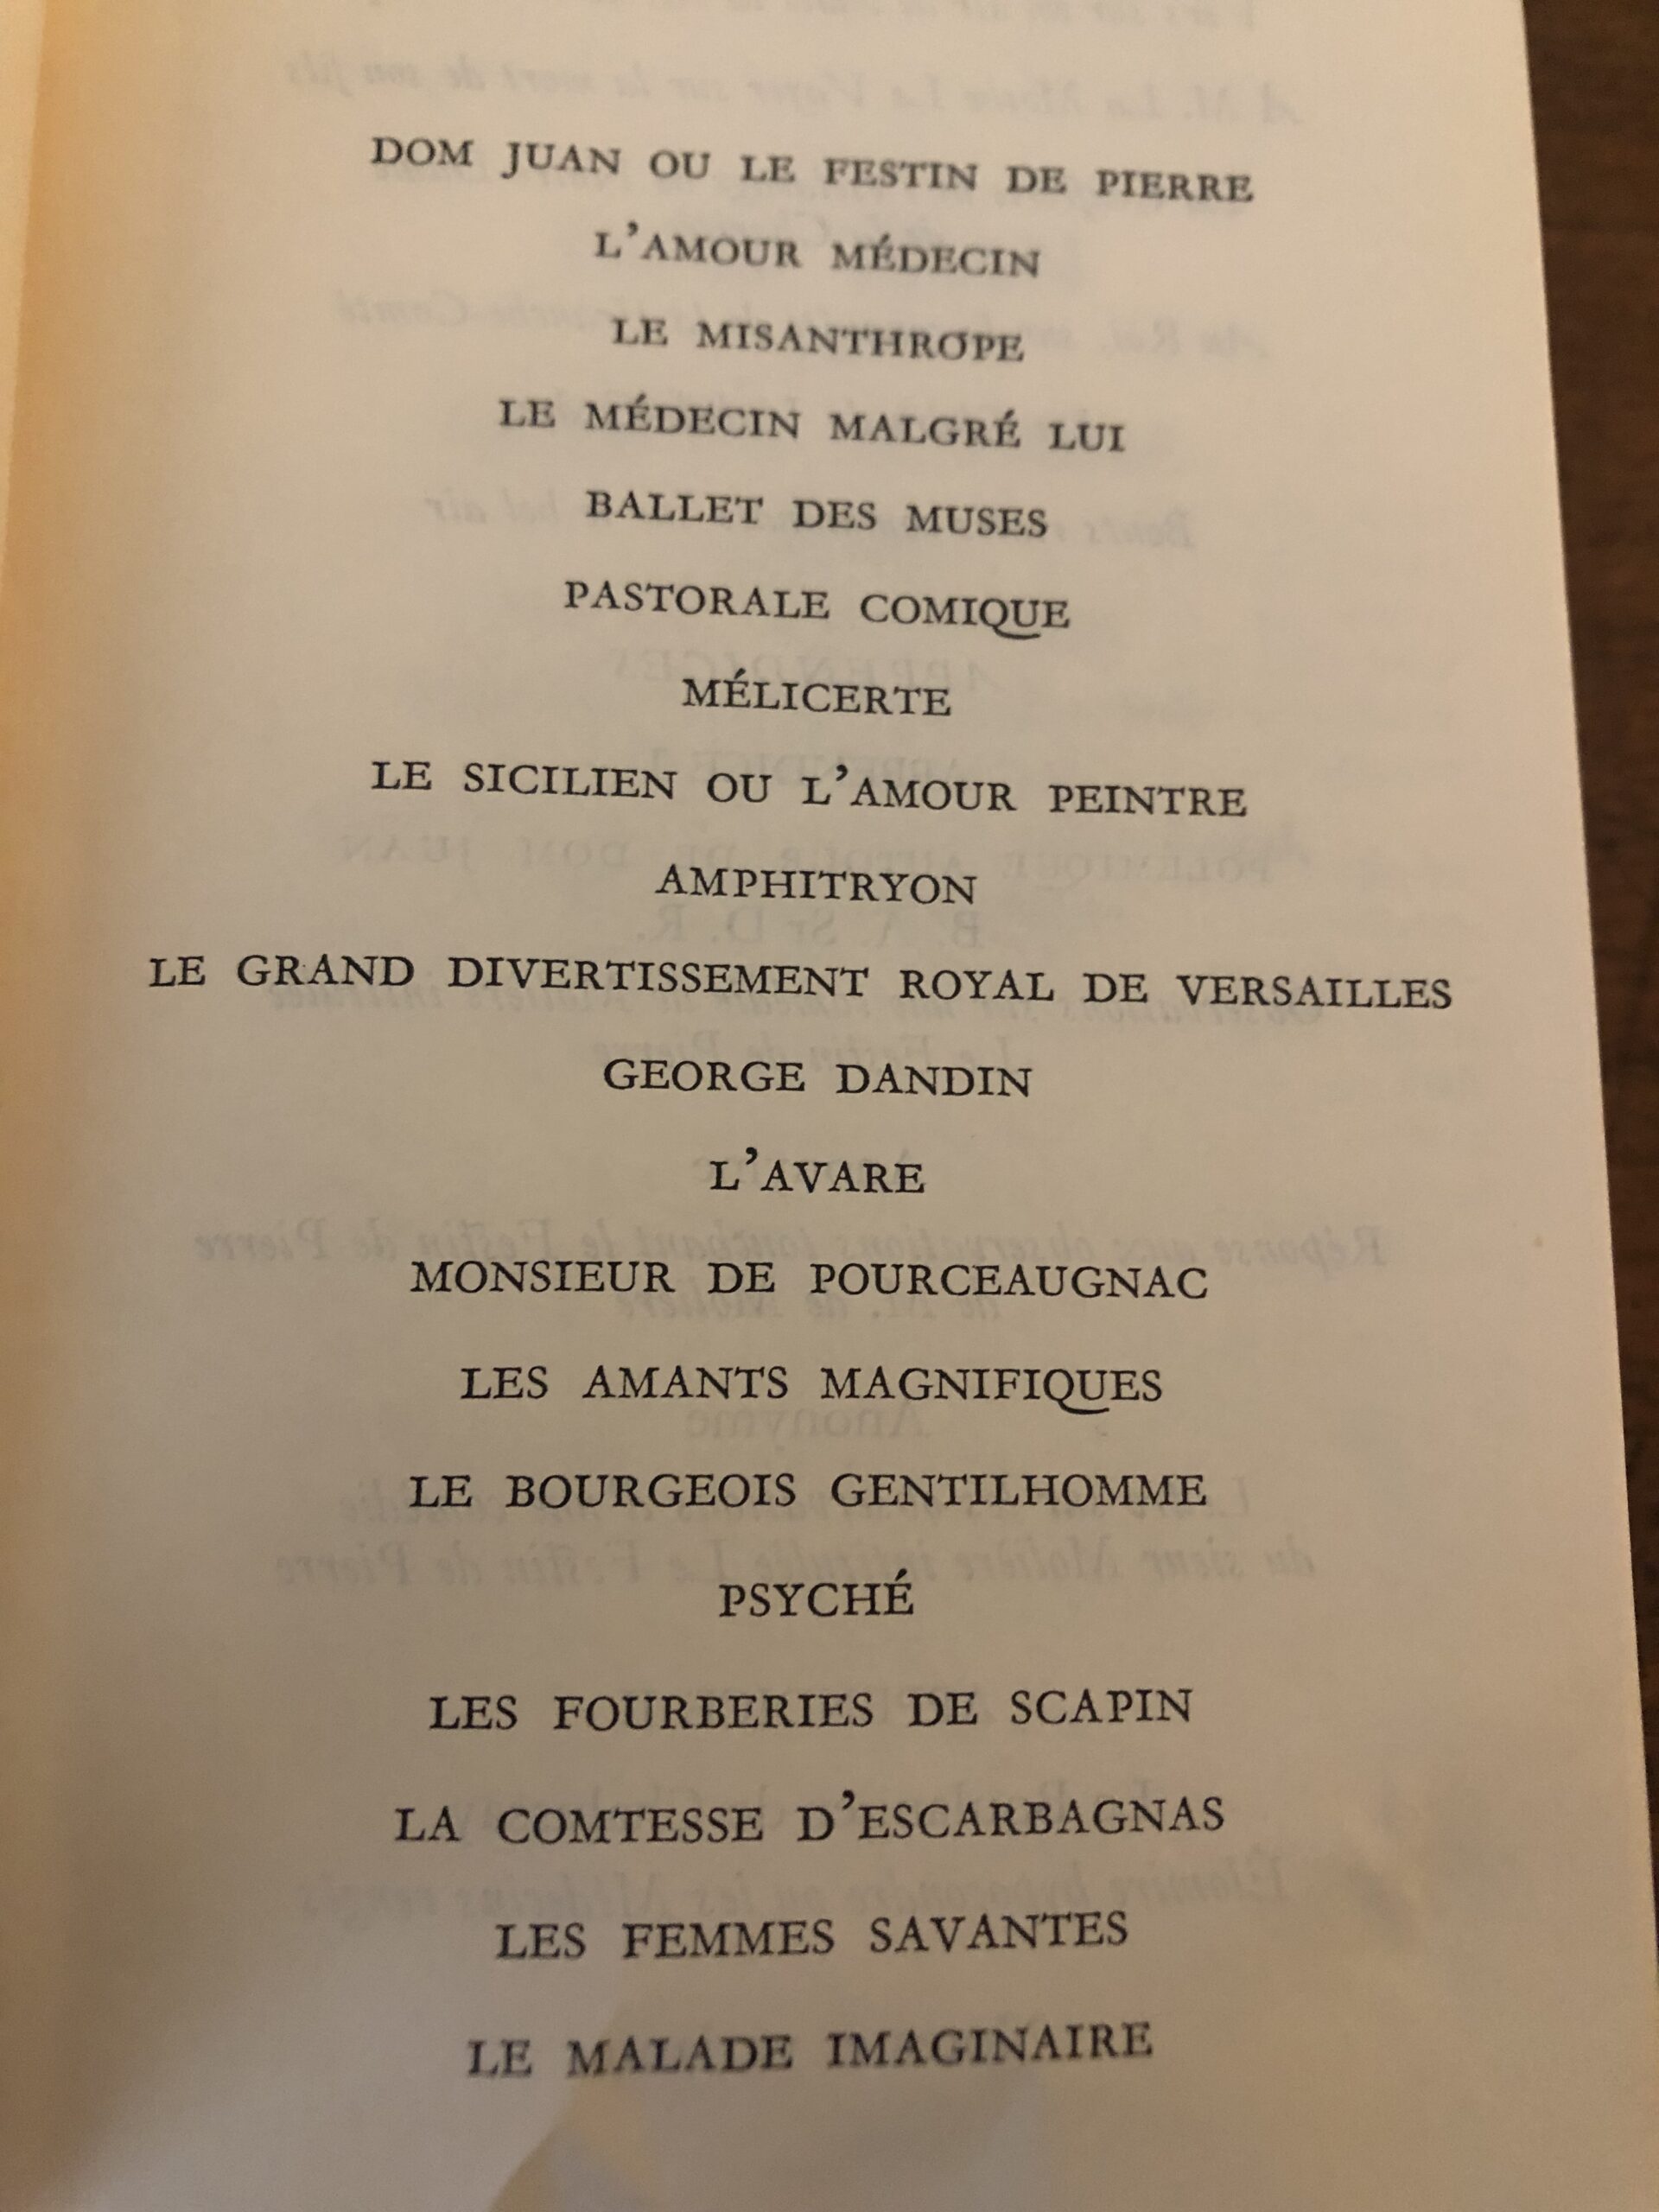 DOM JUAN OU LE FESTIN DE PIERRE
L'AMOUR MÉDECIN
LE MISANTHROPE
LE MÉDECIN MALGRÉ LUI
BALLET DES MUSES
PASTORALE COMIQUE
MÉLICERTE
LE SICILIEN OU L'AMOUR PEINTRE
AMPHITRYON
LE GRAND DIVERTISSEMENT ROYAL DE VERSAILLES
GEORGE DANDIN
L'AVARE
MONSIEUR DE POURCEAUGNAC
LES AMANTS MAGNIFIQUES
LE BOURGEOIS GENTILHOMME
PSYCHÉ
LES FOURBERIES DE SCAPIN
LA COMTESSE D'ESCARBAGNAS
LES FEMMES SAVANTES
LE MALADE IMAGINAIRE